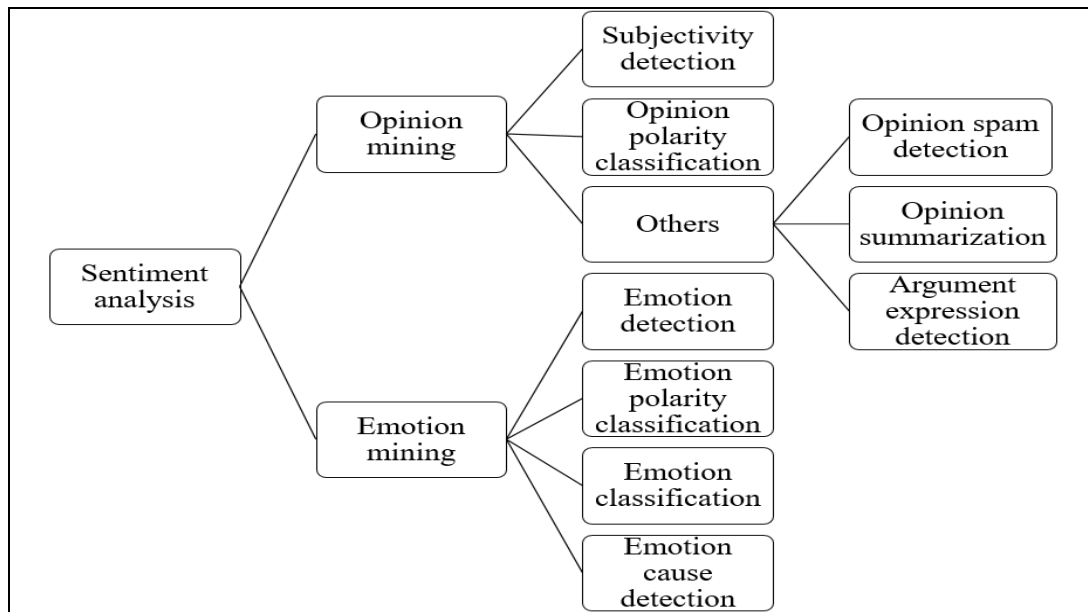 Sentiment
analysis
Opinion
mining
Subjectivity
detection
Opinion
polarity
classification
Others
Opinion spam
detection
Opinion
summarization
Argument
expression
detection
Emotion
mining
Emotion
detection
Emotion
polarity
classification
Emotion
classification
Emotion
cause
detection